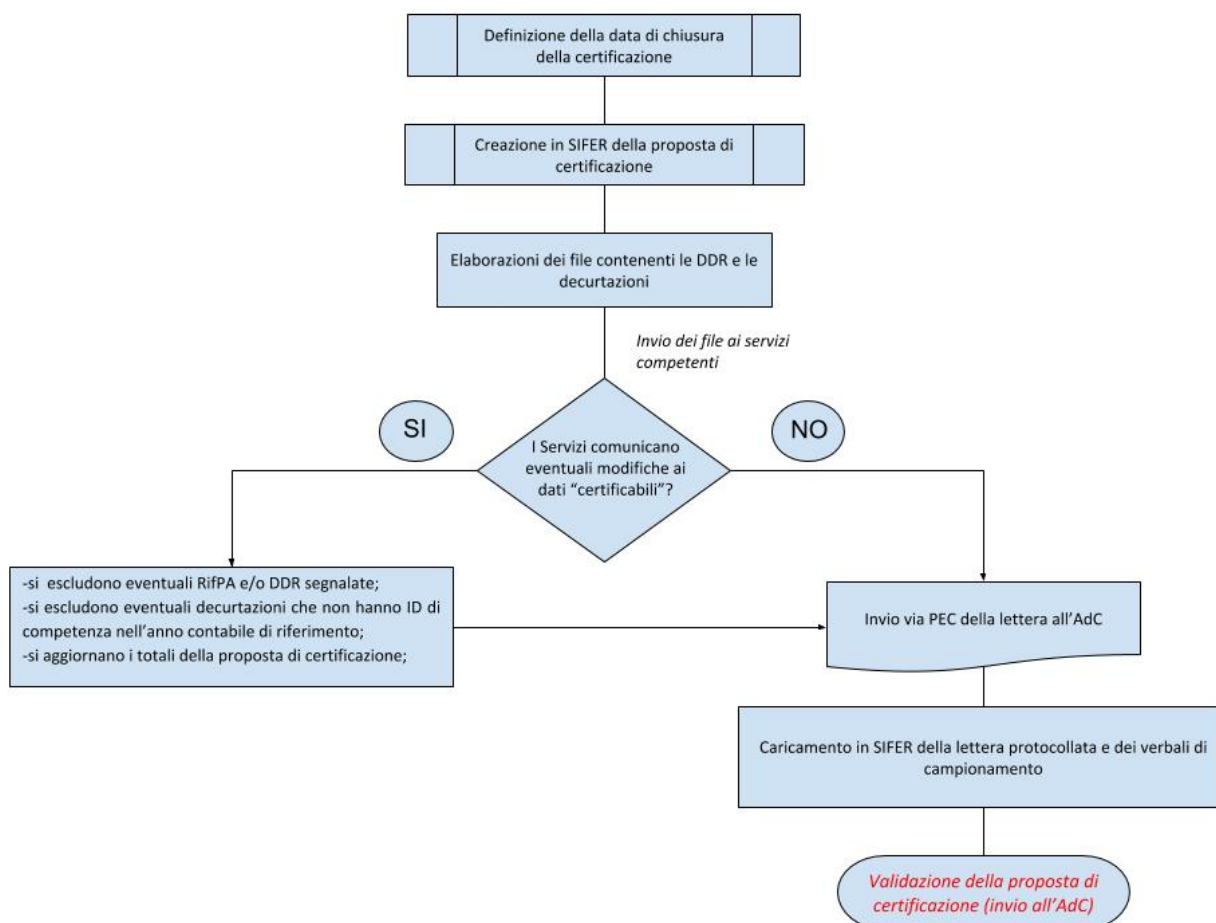 Definizione della data di chiusura
della certificazione
Creazione in SIFER della proposta di
certificazione
Elaborazioni dei file contenenti le DDR e le
decurtazioni
Invio dei file ai servizi
competenti
SI
NO
I Servizi comunicano
eventuali modifiche ai
dati “certificabili”?
-si escludono eventuali RifPA e/o DDR segnalate;
-si escludono eventuali decurtazioni che non hanno ID di
competenza nell’anno contabile di riferimento;
-si aggiornano i totali della proposta di certificazione;
Invio via PEC della lettera all’AdC
Caricamento in SIFER della lettera protocollata e dei verbali di
campionamento
Validazione della proposta di
certificazione (invio all’AdC)